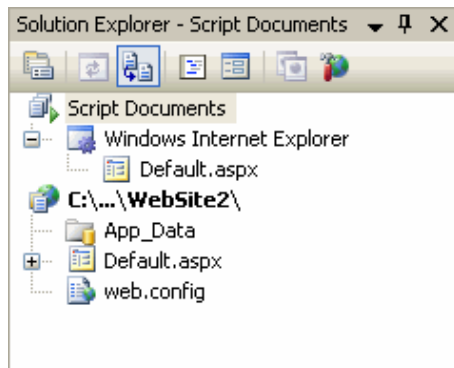 Solution Explorer - Script Documents
Script Documents
Windows Internet Explorer
Default.aspx
C:\...\WebSite2\
App_Data
Default.aspx
web.config